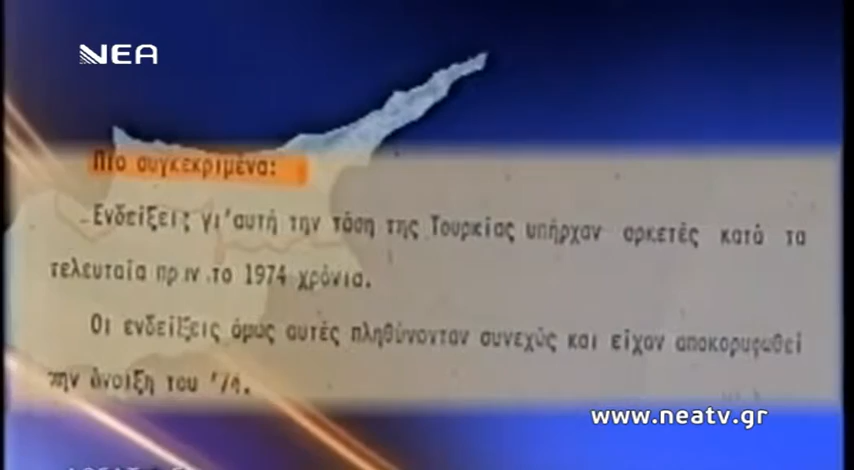 ΝΕΑ
Πιο συγκεκριμένα:
Ενδείξεις γι'αυτή την τάση της Τουρκίας υπήρχαν αρκετές κατά τα
τελευταία πριν το 1974 χρόνια.
Οι ενδείξεις όμως αυτές πληθύνονταν συνεχώς και είχαν αποκορυφωθεί
την άνοιξη του '74.
www.neatv.gr